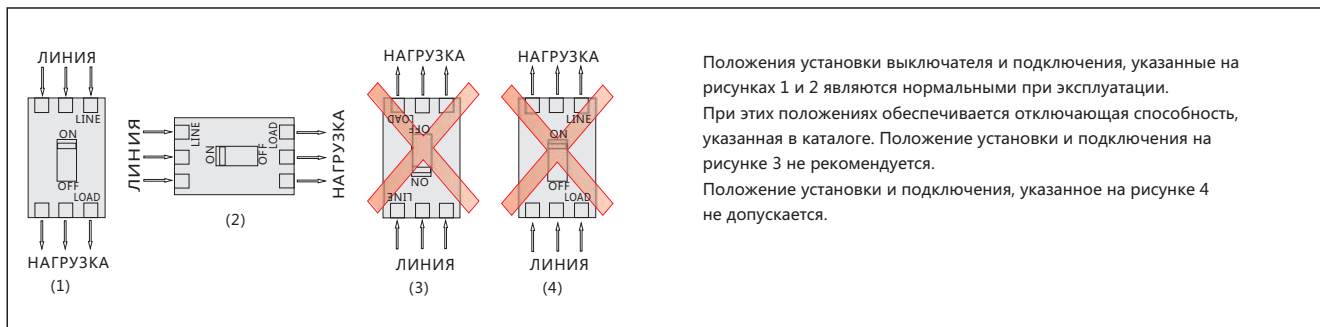 ЛИНИЯ
LINE
ON
OFF
LOAD
НАГРУЗКА
(1)
ЛИНИЯ
LINE
ON
OFF
LOAD
НАГРУЗКА
(2)
НАГРУЗКА
LOAD
OFF
ON
LINE
ЛИНИЯ
(3)
НАГРУЗКА
LINE
ON
OFF
LOAD
ЛИНИЯ
(4)
Положения установки выключателя и подключения, указанные на
рисунках 1 и 2 являются нормальными при эксплуатации.
При этих положениях обеспечивается отключающая способность,
указанная в каталоге. Положение установки и подключения на
рисунке 3 не рекомендуется.
Положение установки и подключения, указанное на рисунке 4
не допускается.